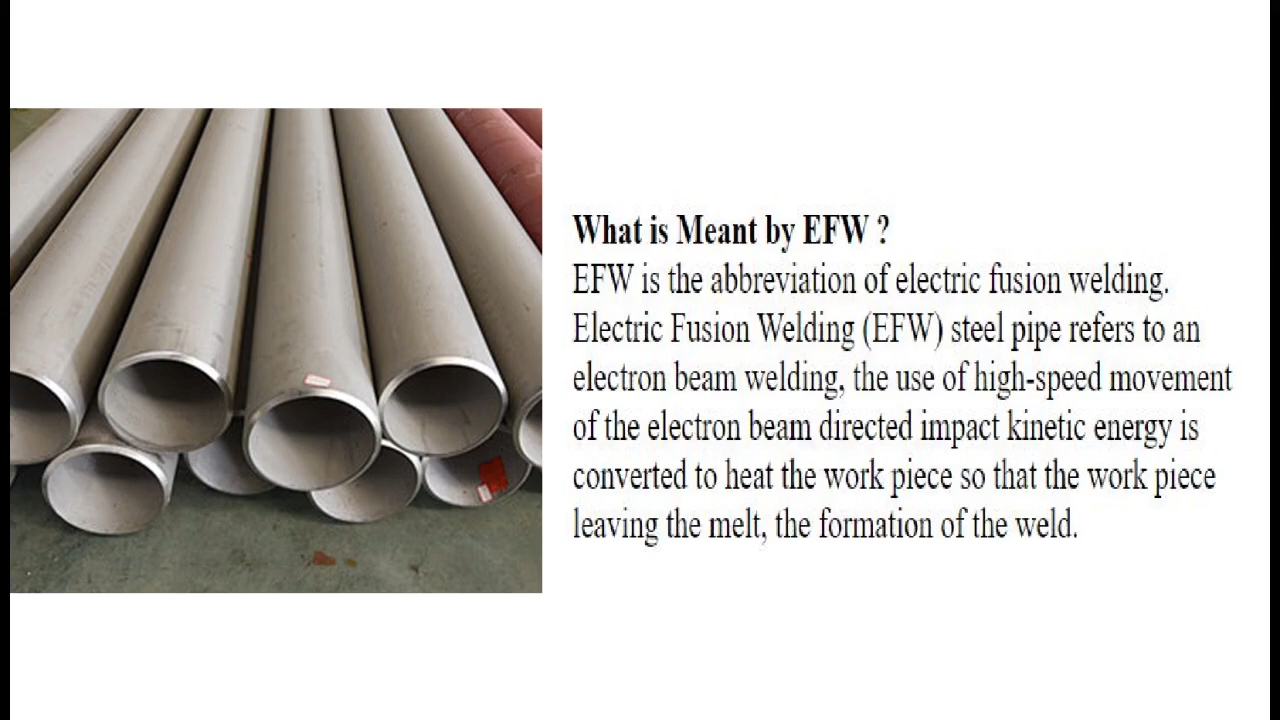 What is Meant by EFW ?
EFW is the abbreviation of electric fusion welding.
Electric Fusion Welding (EFW) steel pipe refers to an
electron beam welding, the use of high-speed movement
of the electron beam directed impact kinetic energy is
converted to heat the work piece so that the work piece
leaving the melt, the formation of the weld.